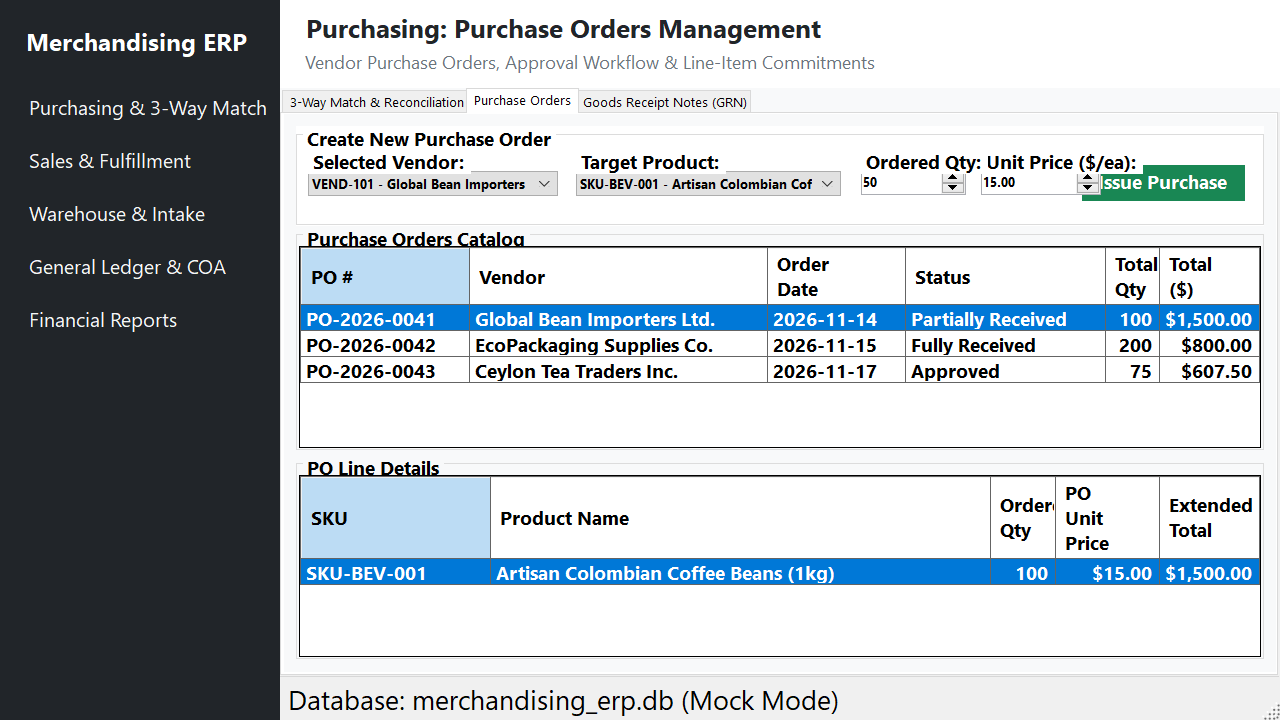 Merchandising ERP
Purchasing & 3-Way Match
Sales & Fulfillment
Warehouse & Intake
General Ledger & COA
Financial Reports
Purchasing: Purchase Orders Management
Vendor Purchase Orders, Approval Workflow & Line-Item Commitments
3-Way Match & Reconciliation Purchase Orders Goods Receipt Notes (GRN)
Create New Purchase Order
Selected Vendor: Target Product: Ordered Qty: Unit Price ($/ea):
VEND-101 - Global Bean Importers SKU-BEV-001 - Artisan Colombian Cof 50 15.00 Issue Purchase
Purchase Orders Catalog
PO # Vendor Order Date Status Total Qty Total ($)
PO-2026-0041 Global Bean Importers Ltd. 2026-11-14 Partially Received 100 $1,500.00
PO-2026-0042 EcoPackaging Supplies Co. 2026-11-15 Fully Received 200 $800.00
PO-2026-0043 Ceylon Tea Traders Inc. 2026-11-17 Approved 75 $607.50
PO Line Details
SKU Product Name Order Qty PO Unit Price Extended Total
SKU-BEV-001 Artisan Colombian Coffee Beans (1kg) 100 $15.00 $1,500.00
Database: merchandising_erp.db (Mock Mode)